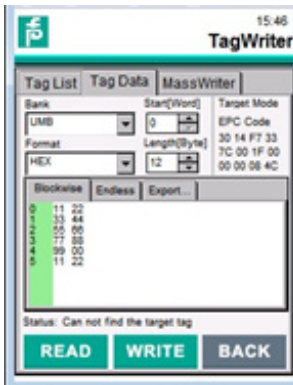 15:46
TagWriter
Tag List Tag Data MassWriter
Bank Start[Word] Target Mode
UMB 0 EPC Code
Format Length[Byte] 30 14 F7 33
HEX 12 7C 00 1F 00
00 00 08 4C
Blockwise Endless Export...
0 11 22
1 33 44
2 55 66
3 77 88
4 99 00
5 11 22
Status: Can not find the target tag
READ WRITE BACK